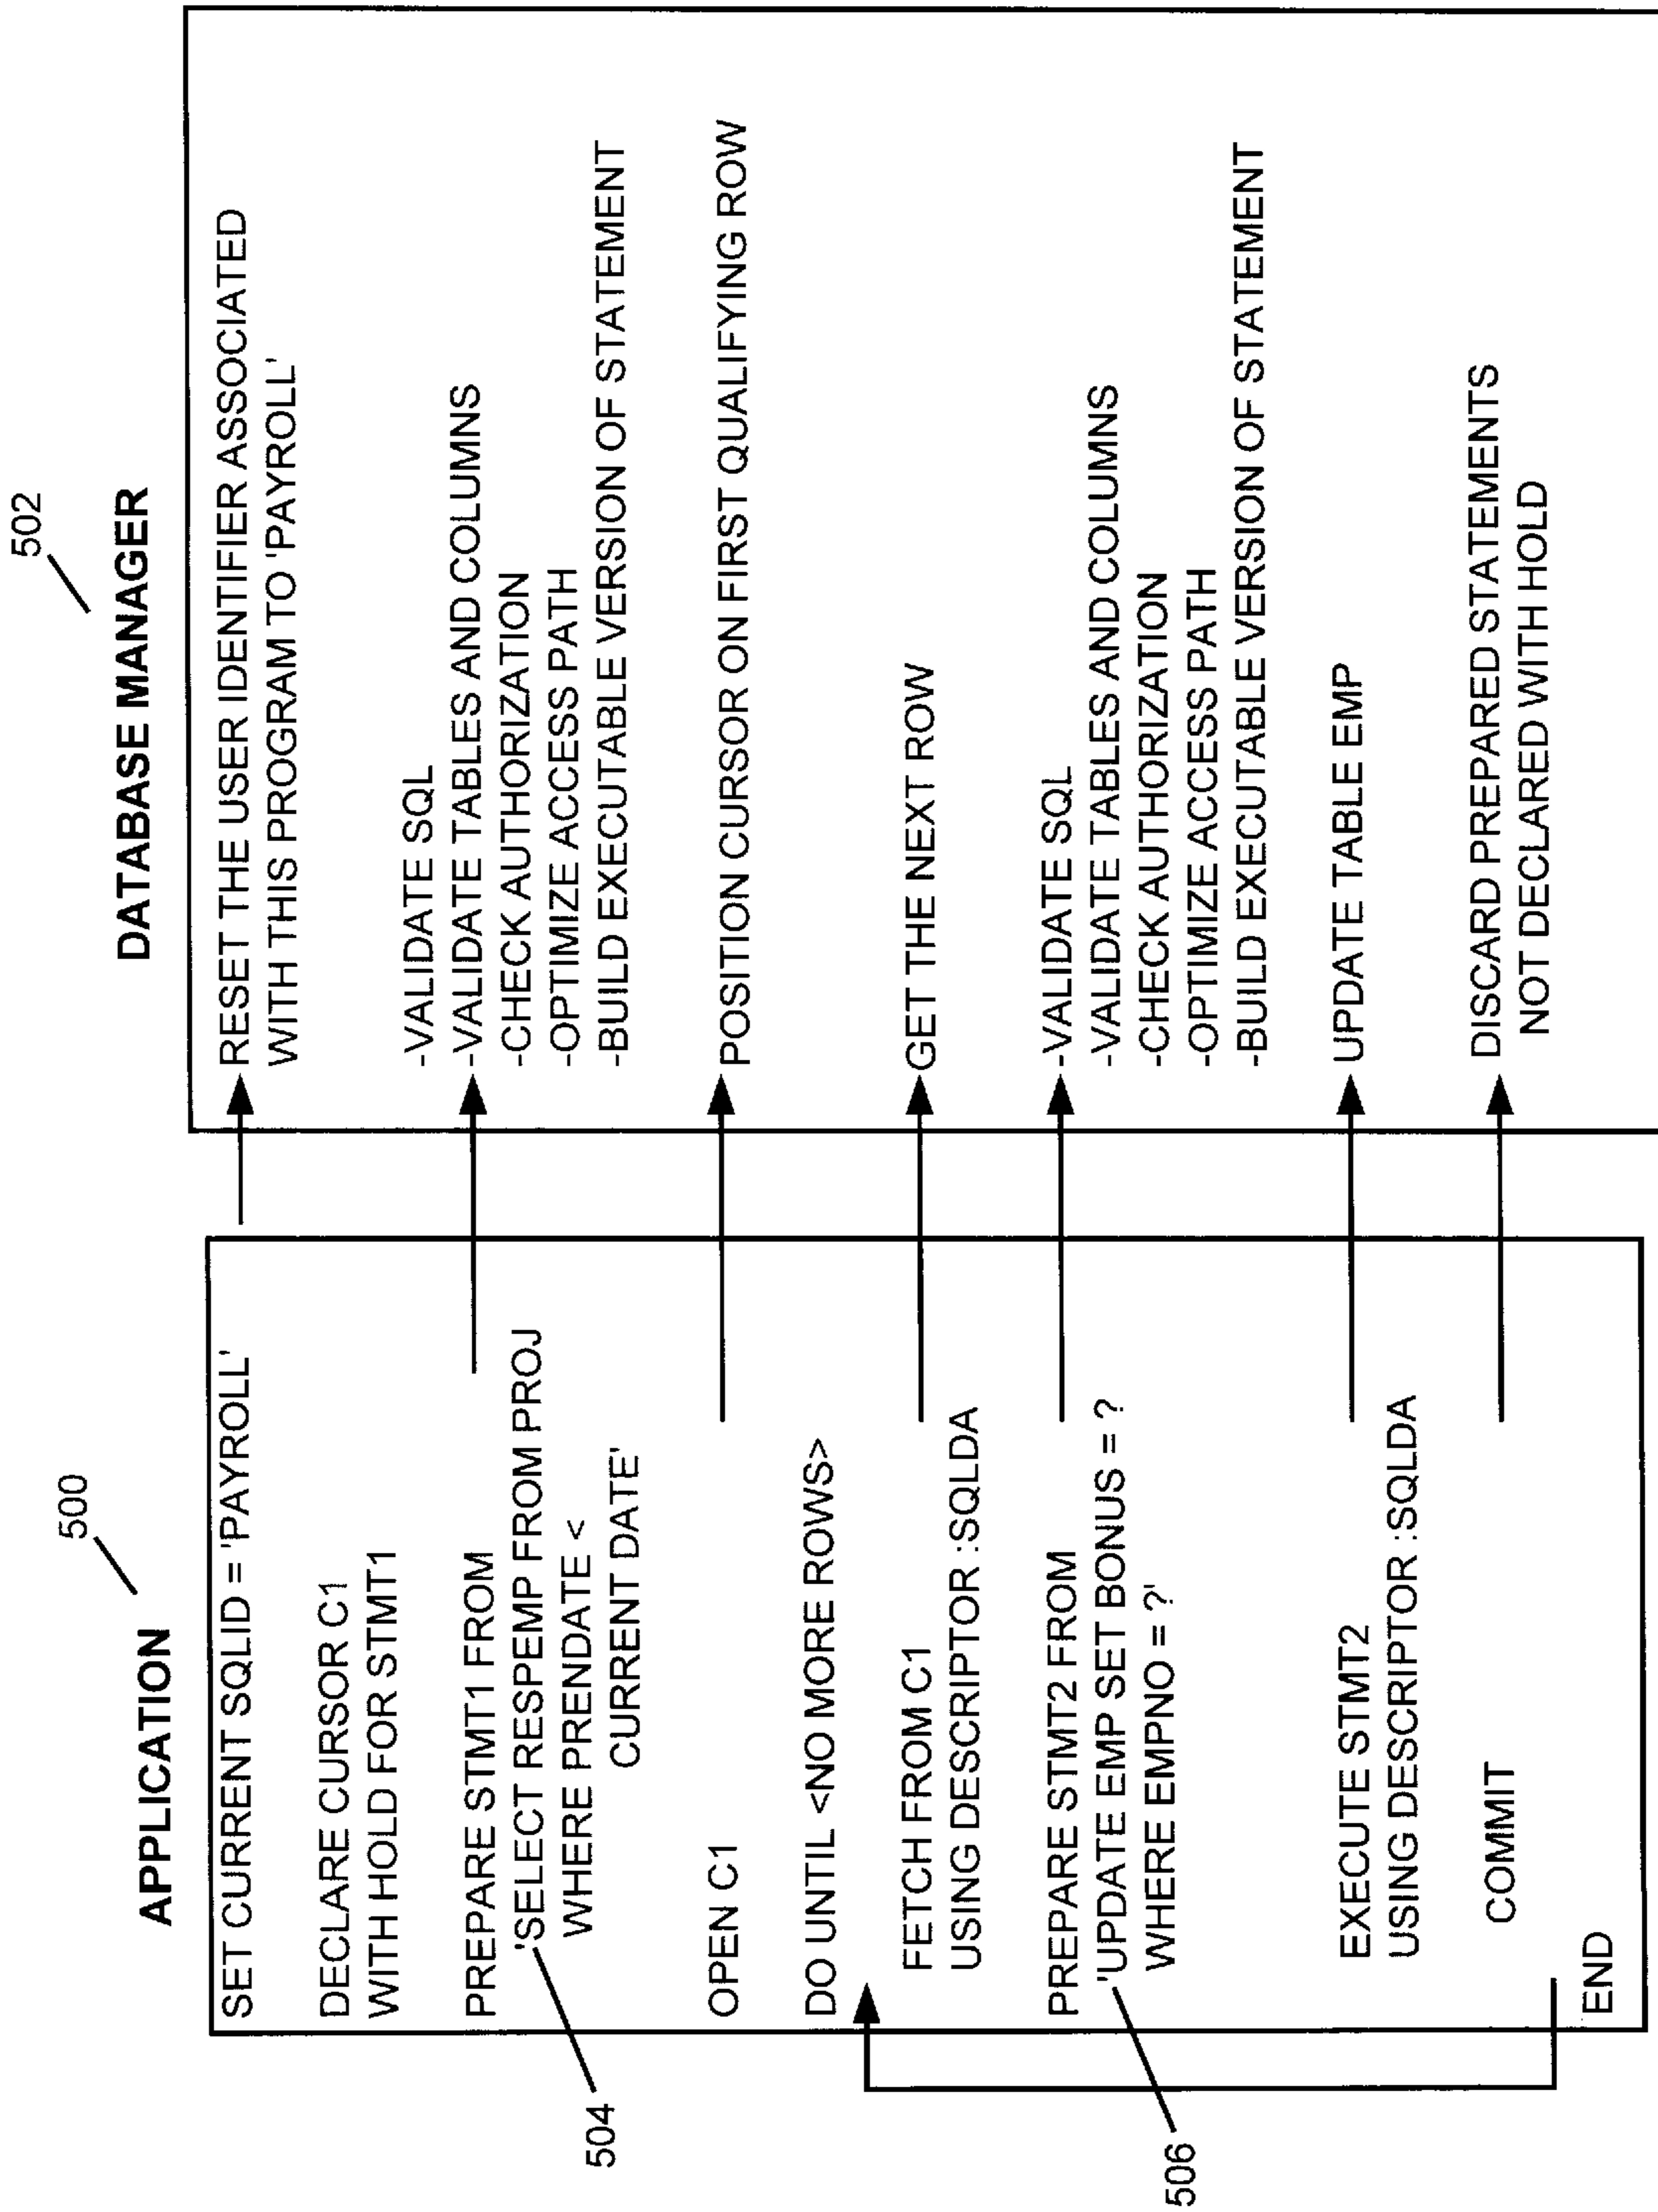 500
APPLICATION
SET CURRENT SQLID = 'PAYROLL'
DECLARE CURSOR C1
WITH HOLD FOR STMT1
PREPARE STMT1 FROM
'SELECT RESPEMP FROM PROJ
WHERE PRENDATE <
CURRENT DATE'
504
OPEN C1
DO UNTIL <NO MORE ROWS>
FETCH FROM C1
USING DESCRIPTOR :SQLDA
PREPARE STMT2 FROM
'UPDATE EMP SET BONUS = ?
WHERE EMPNO = ?'
506
EXECUTE STMT2
USING DESCRIPTOR :SQLDA
COMMIT
END
502
DATABASE MANAGER
RESET THE USER IDENTIFIER ASSOCIATED
WITH THIS PROGRAM TO 'PAYROLL'
-VALIDATE SQL
-VALIDATE TABLES AND COLUMNS
-CHECK AUTHORIZATION
-OPTIMIZE ACCESS PATH
-BUILD EXECUTABLE VERSION OF STATEMENT
POSITION CURSOR ON FIRST QUALIFYING ROW
GET THE NEXT ROW
-VALIDATE SQL
-VALIDATE TABLES AND COLUMNS
-CHECK AUTHORIZATION
-OPTIMIZE ACCESS PATH
-BUILD EXECUTABLE VERSION OF STATEMENT
UPDATE TABLE EMP
DISCARD PREPARED STATEMENTS
NOT DECLARED WITH HOLD